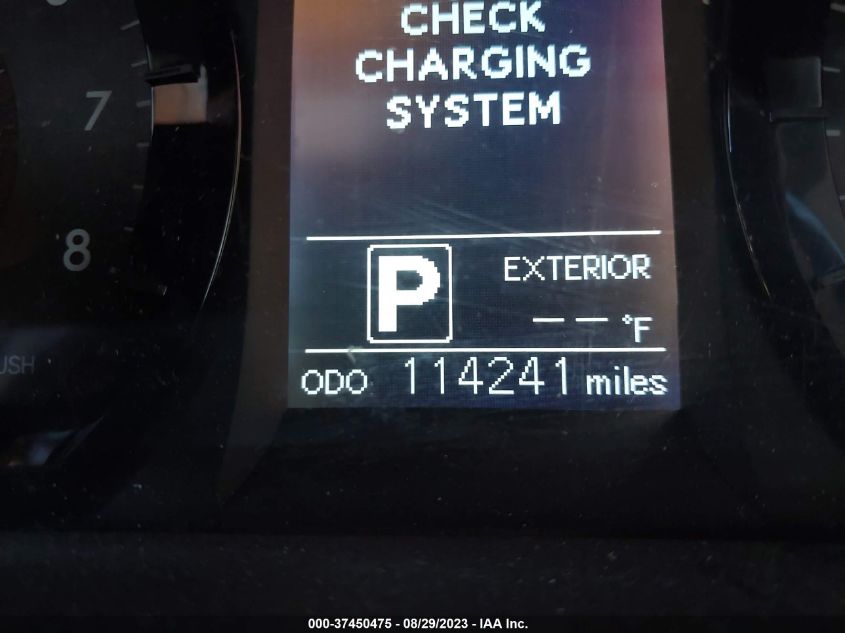 CHECK
CHARGING
SYSTEM
7
8
P
EXTERIOR
-- °F
USH
ODO 114241 miles
000-37450475 - 08/29/2023 - IAA Inc.